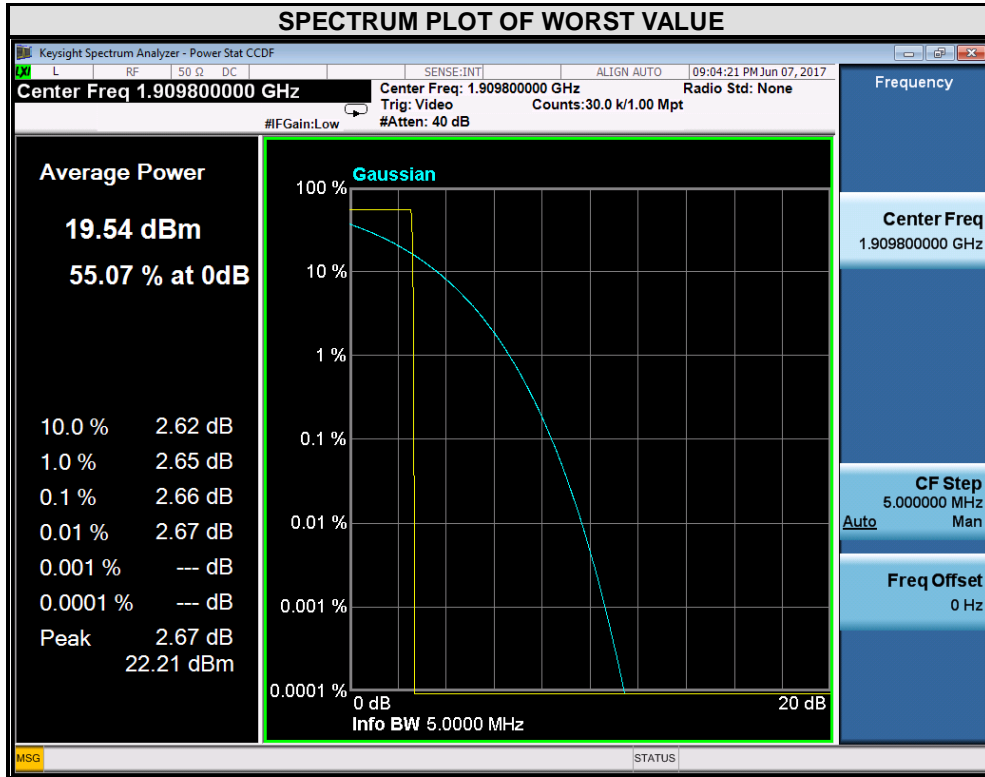 SPECTRUM PLOT OF WORST VALUE
Keysight Spectrum Analyzer - Power Stat CCDF
LXI L RF 50 Ω DC SENSE:INT ALIGN AUTO 09:04:21 PM Jun 07, 2017
Center Freq 1.909800000 GHz
Center Freq: 1.909800000 GHz Radio Std: None
Trig: Video Counts:30.0 k/1.00 Mpt
#IFGain:Low #Atten: 40 dB
Average Power
19.54 dBm
55.07 % at 0dB
10.0 % 2.62 dB
1.0 % 2.65 dB
0.1 % 2.66 dB
0.01 % 2.67 dB
0.001 % --- dB
0.0001 % --- dB
Peak 2.67 dB
22.21 dBm
Gaussian
100 %
10 %
1 %
0.1 %
0.01 %
0.001 %
0.0001 %
0 dB 20 dB
Info BW 5.0000 MHz
Frequency
Center Freq
1.909800000 GHz
CF Step
5.000000 MHz
Auto Man
Freq Offset
0 Hz
MSG STATUS